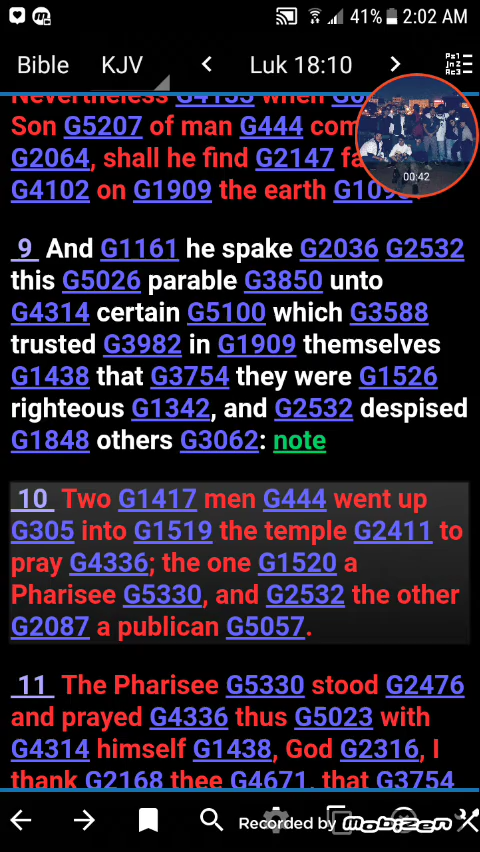 41% 2:02 AM
Bible KJV < Luk 18:10 >
Nevertheless G4133 when
Son G5207 of man G444
G2064, shall he find G2147
G4102 on G1909 the earth
00:42
9 And G1161 he spake G2036 G2532
this G5026 parable G3850 unto
G4314 certain G5100 which G3588
trusted G3982 in G1909 themselves
G1438 that G3754 they were G1526
righteous G1342, and G2532 despised
G1848 others G3062: note
10 Two G1417 men G444 went up
G305 into G1519 the temple G2411 to
pray G4336; the one G1520 a
Pharisee G5330, and G2532 the other
G2087 a publican G5057.
11 The Pharisee G5330 stood G2476
and prayed G4336 thus G5023 with
G4314 himself G1438, God G2316, I
thank G2168 thee G4671, that G3754
Recorded by mobizen